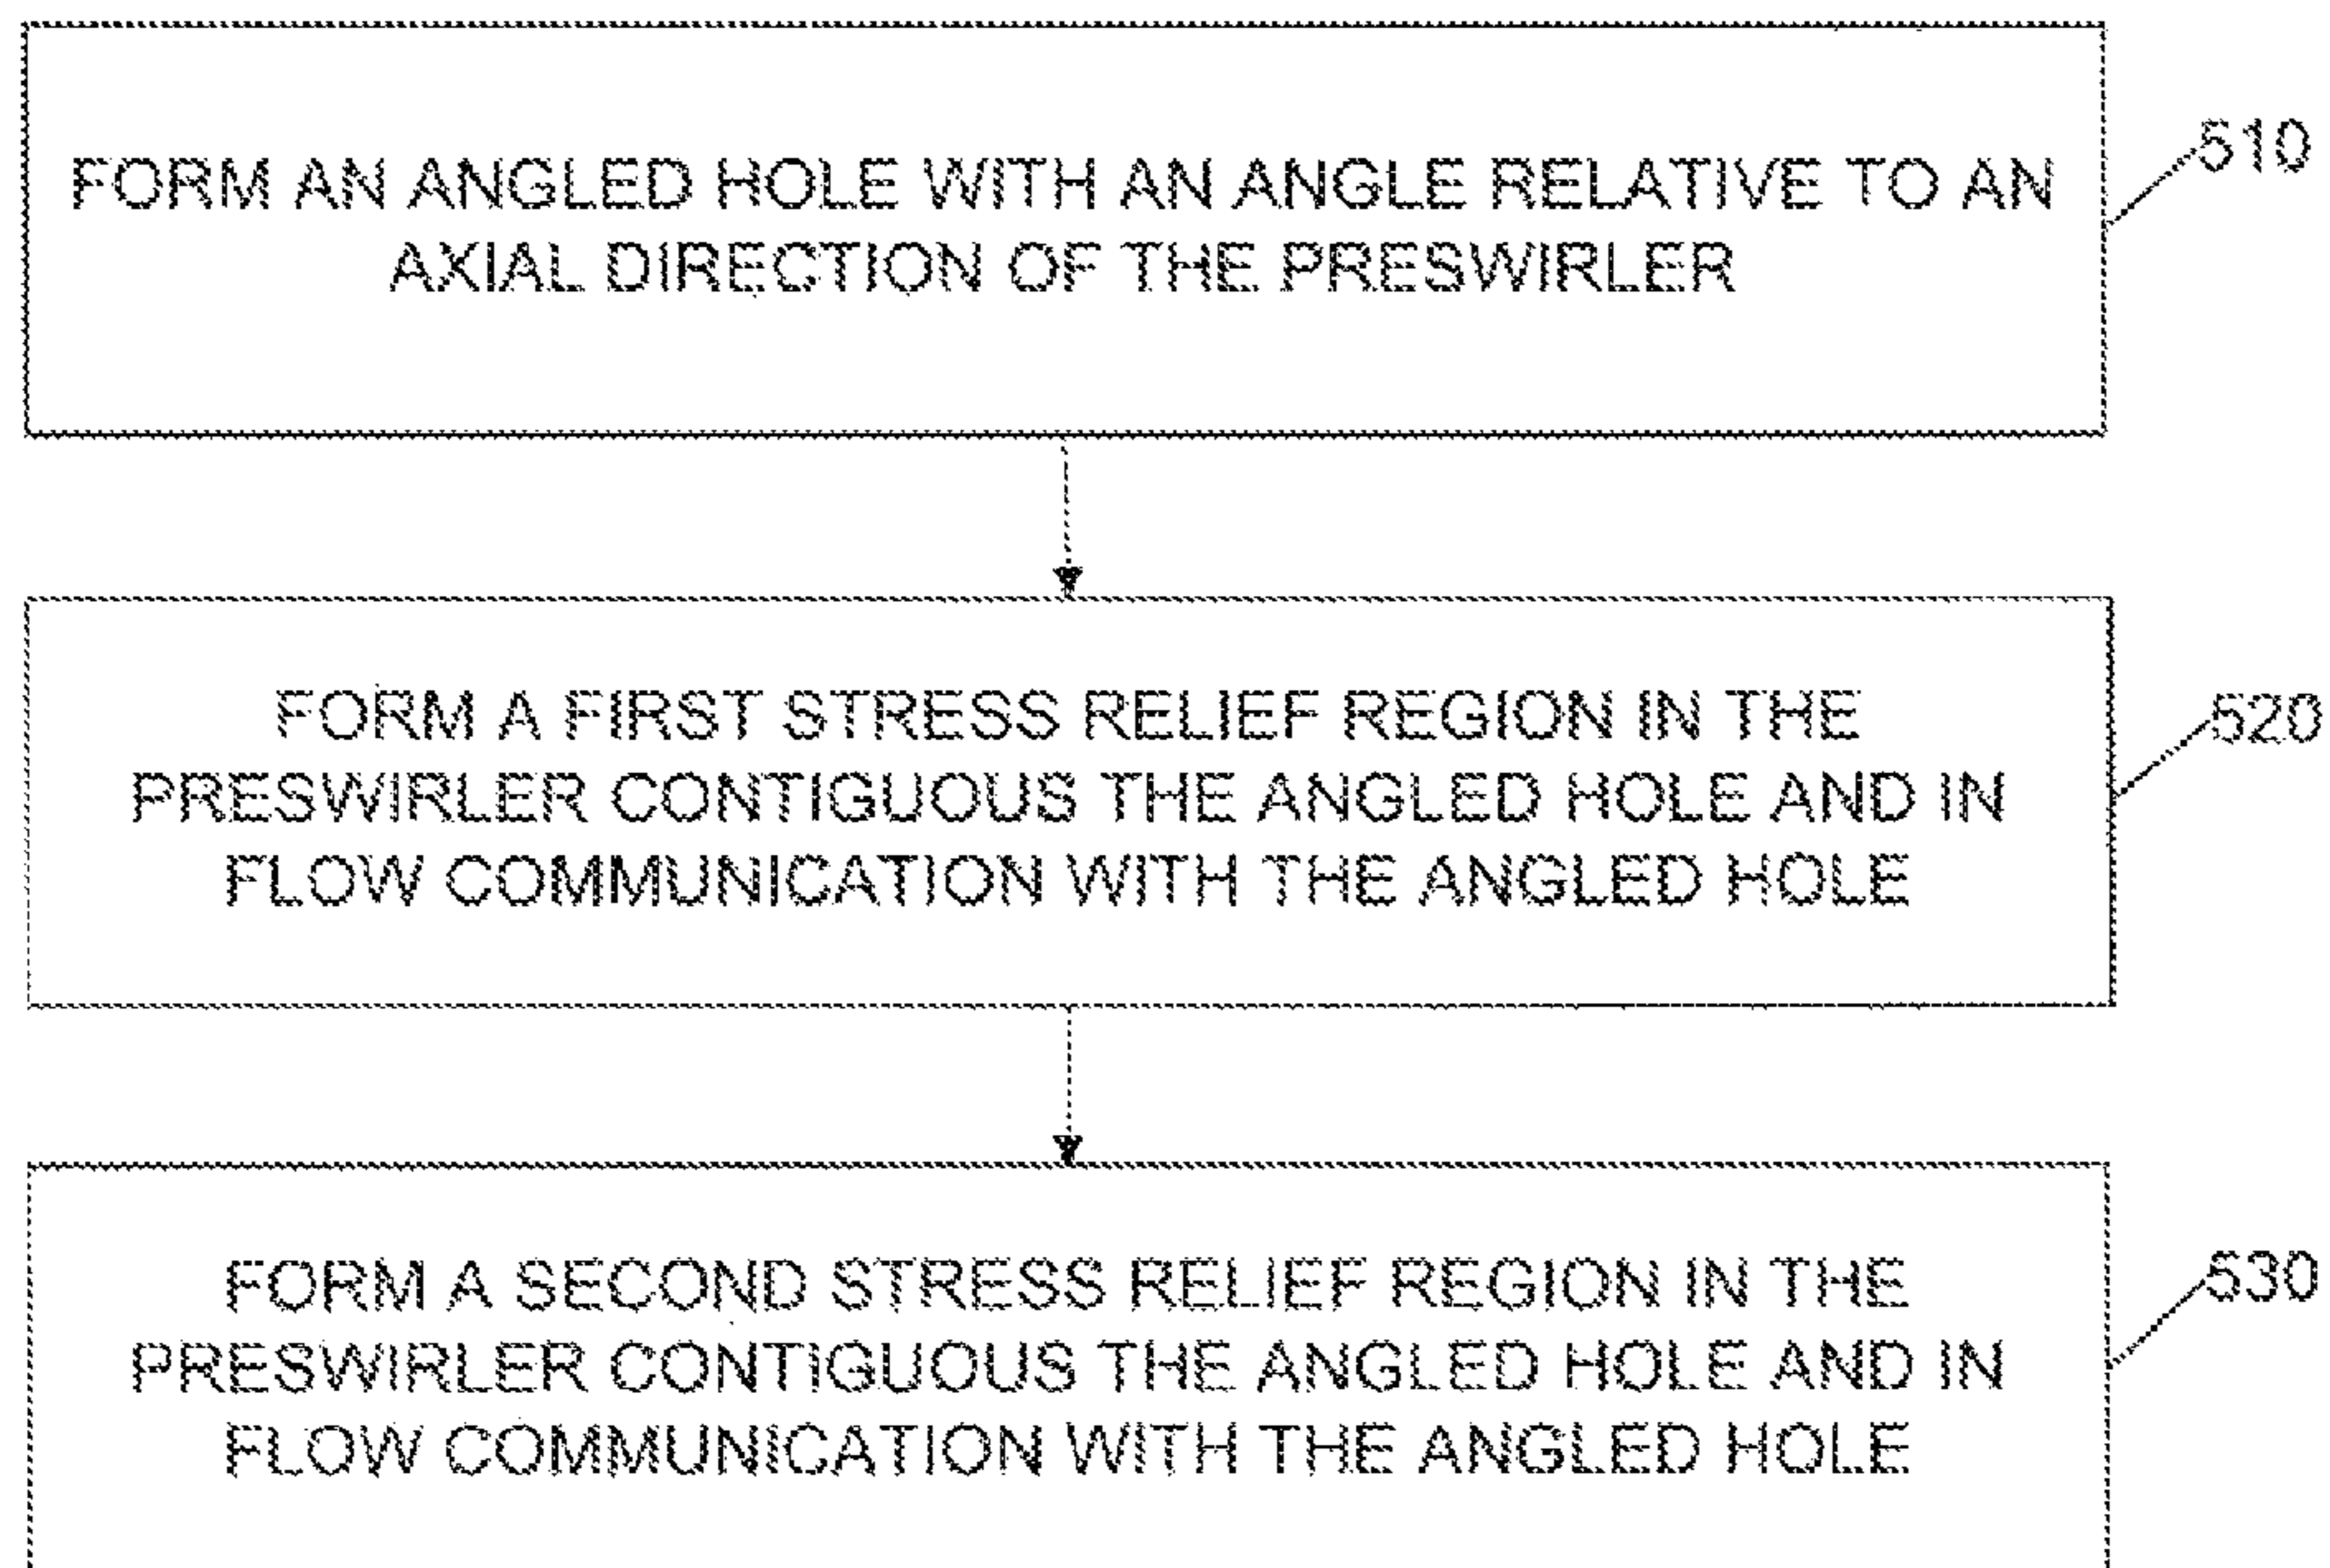 FORM AN ANGLED HOLE WITH AN ANGLE RELATIVE TO AN
AXIAL DIRECTION OF THE PRESWIRLER
510
FORM A FIRST STRESS RELIEF REGION IN THE
PRESWIRLER CONTIGUOUS THE ANGLED HOLE AND IN
FLOW COMMUNICATION WITH THE ANGLED HOLE
520
FORM A SECOND STRESS RELIEF REGION IN THE
PRESWIRLER CONTIGUOUS THE ANGLED HOLE AND IN
FLOW COMMUNICATION WITH THE ANGLED HOLE
530